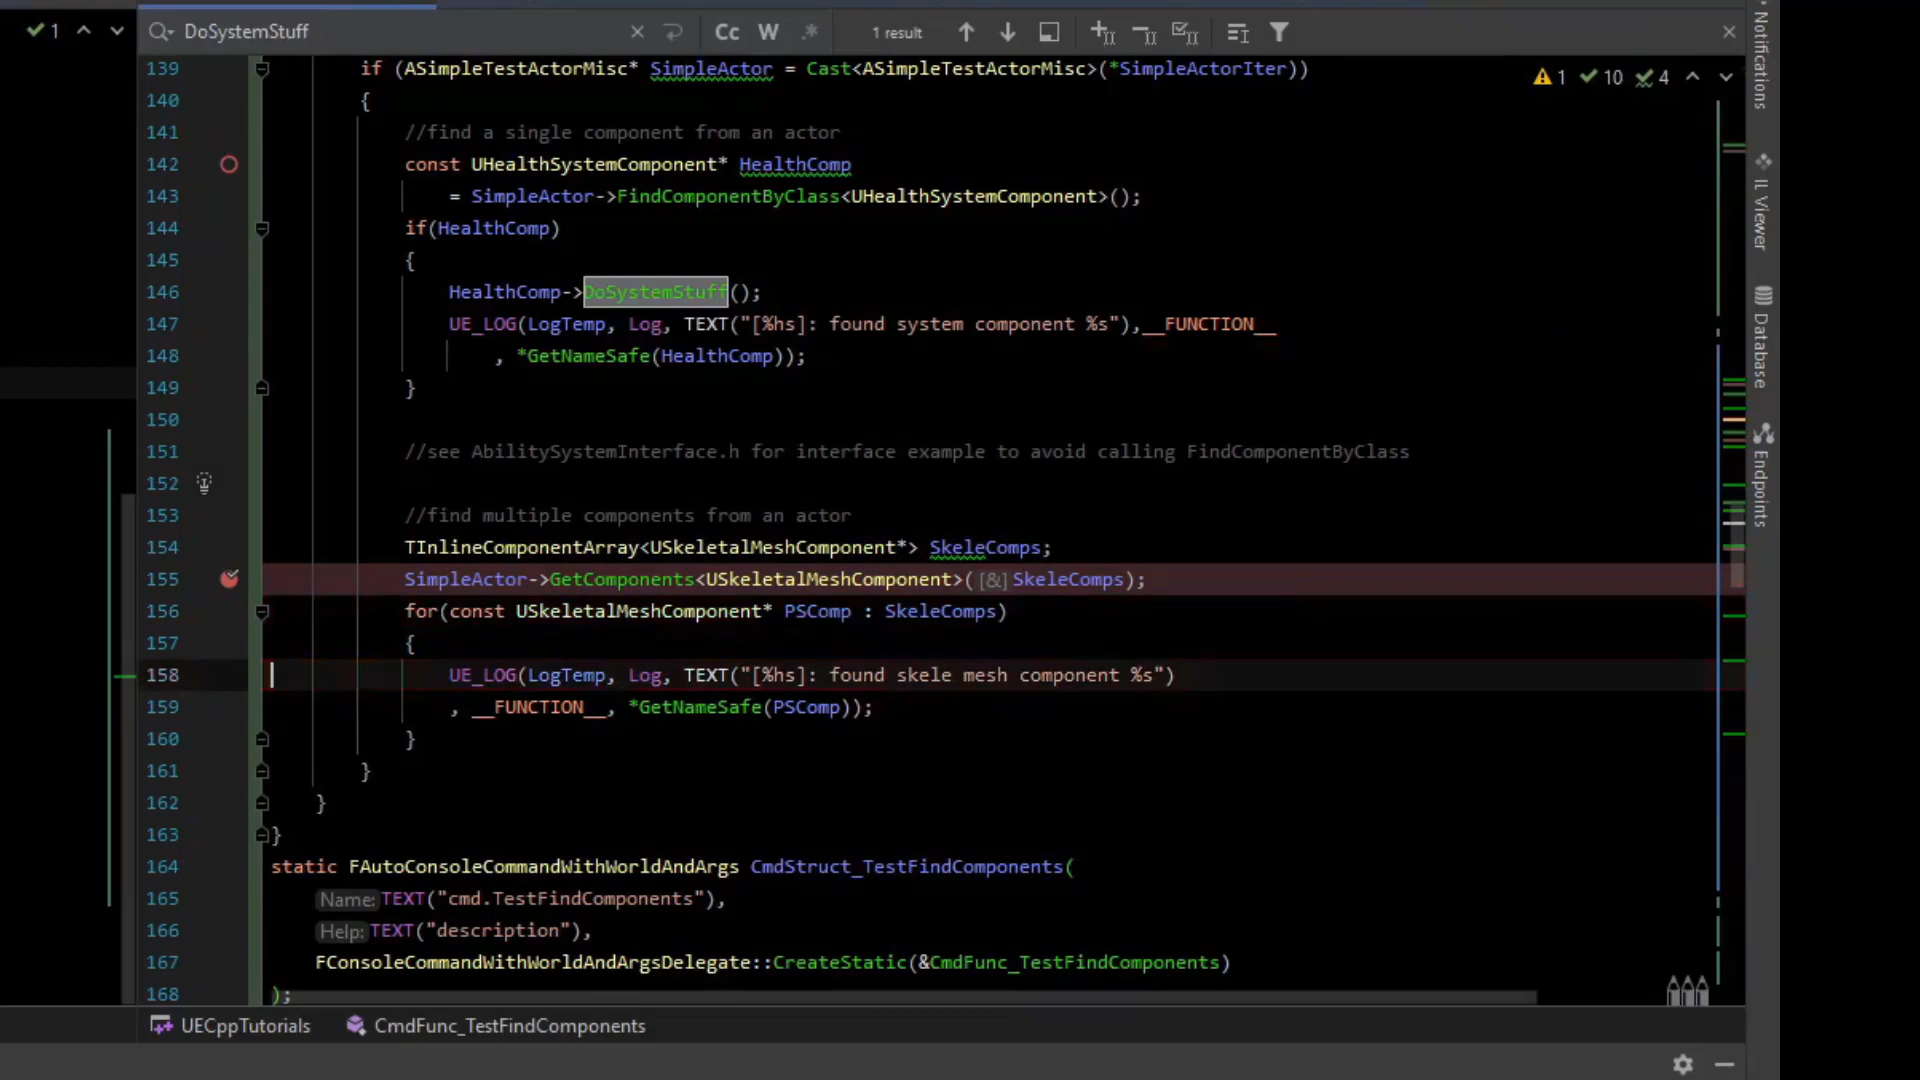 1
DoSystemStuff
Cc W .* 1 result
139 if (ASimpleTestActorMisc* SimpleActor = Cast<ASimpleTestActorMisc>(*SimpleActorIter))
1 10 4
140 {
141 //find a single component from an actor
142 const UHealthSystemComponent* HealthComp
143 = SimpleActor->FindComponentByClass<UHealthSystemComponent>();
144 if(HealthComp)
145 {
146 HealthComp->DoSystemStuff();
147 UE_LOG(LogTemp, Log, TEXT("[%hs]: found system component %s"),__FUNCTION__
148 , *GetNameSafe(HealthComp));
149 }
150
151 //see AbilitySystemInterface.h for interface example to avoid calling FindComponentByClass
152
153 //find multiple components from an actor
154 TInlineComponentArray<USkeletalMeshComponent*> SkeleComps;
155 SimpleActor->GetComponents<USkeletalMeshComponent>([&]SkeleComps);
156 for(const USkeletalMeshComponent* PSComp : SkeleComps)
157 {
158 UE_LOG(LogTemp, Log, TEXT("[%hs]: found skele mesh component %s")
159 , __FUNCTION__, *GetNameSafe(PSComp));
160 }
161 }
162 }
163 }
164 static FAutoConsoleCommandWithWorldAndArgs CmdStruct_TestFindComponents(
165 Name: TEXT("cmd.TestFindComponents"),
166 Help: TEXT("description"),
167 FConsoleCommandWithWorldAndArgsDelegate::CreateStatic(&CmdFunc_TestFindComponents)
168 );
UECppTutorials CmdFunc_TestFindComponents
Notifications
IL Viewer
Database
Endpoints